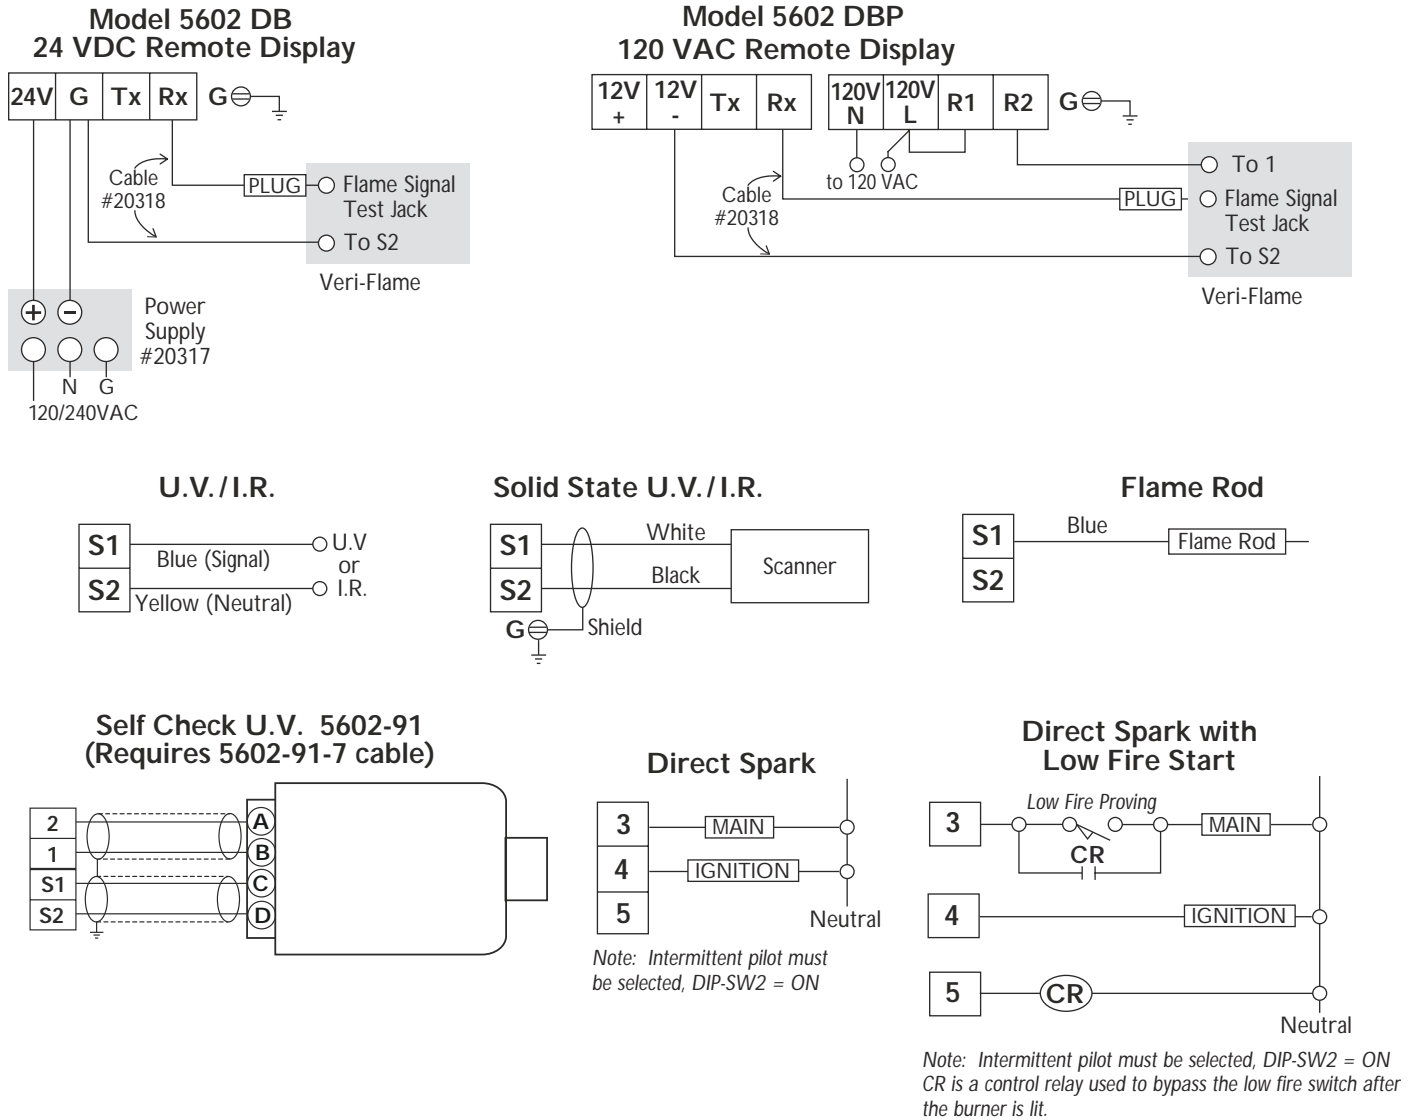 Model 5602 DB
24 VDC Remote Display
24V G Tx Rx G
Cable
#20318
PLUG
Flame Signal
Test Jack
To S2
Veri-Flame
+ −
Power
Supply
#20317
N G
120/240VAC
Model 5602 DBP
120 VAC Remote Display
12V
+
12V
-
Tx
Rx
120V
N
120V
L
R1
R2
G
to 120 VAC
Cable
#20318
PLUG
To 1
Flame Signal
Test Jack
To S2
Veri-Flame
U.V./I.R.
S1
S2
Blue (Signal)
Yellow (Neutral)
U.V
or
I.R.
Solid State U.V./I.R.
S1
S2
White
Black
Scanner
G
Shield
Flame Rod
S1
S2
Blue
Flame Rod
Self Check U.V. 5602-91
(Requires 5602-91-7 cable)
2 A
1 B
S1 C
S2 D
Direct Spark
3 MAIN
4 IGNITION
5
Neutral
Note: Intermittent pilot must
be selected, DIP-SW2 = ON
Direct Spark with
Low Fire Start
Low Fire Proving
3
CR
MAIN
4 IGNITION
5 CR
Neutral
Note: Intermittent pilot must be selected, DIP-SW2 = ON
CR is a control relay used to bypass the low fire switch after
the burner is lit.